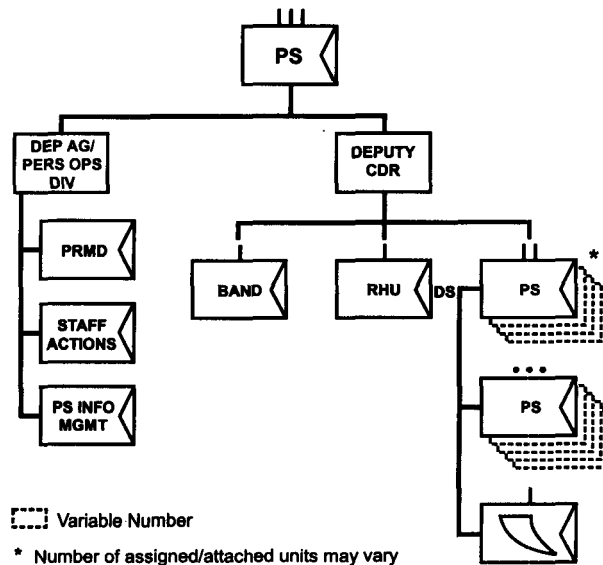 PS
DEP AG/
PERS OPS
DIV
DEPUTY
CDR
PRMD
BAND
RHU
DS
PS
*
STAFF
ACTIONS
PS
PS INFO
MGMT
Variable Number
* Number of assigned/attached units may vary